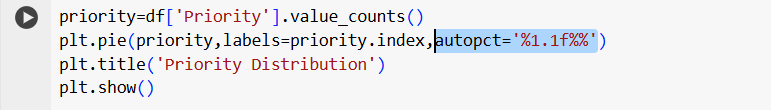 priority=df['Priority'].value_counts()
plt.pie(priority,labels=priority.index,autopct='%1.1f%%')
plt.title('Priority Distribution')
plt.show()